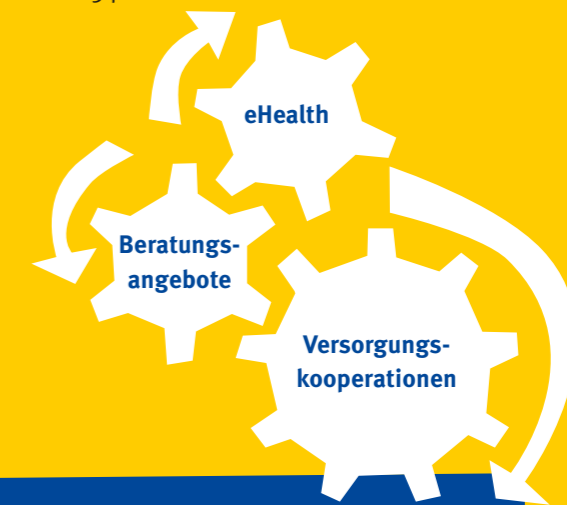 eHealth
Beratungs-
angebote
Versorgungs-
kooperationen